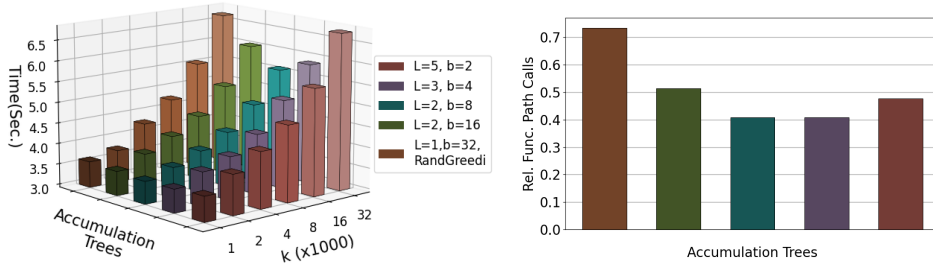 Time(Sec.)
6.5
6.0
5.5
5.0
4.5
4.0
3.5
3.0
Accumulation
Trees
1
2
4
8
16
32
k (x1000)
L=5, b=2
L=3, b=4
L=2, b=8
L=2, b=16
L=1,b=32,
RandGreedi
Rel. Func. Path Calls
0.7
0.6
0.5
0.4
0.3
0.2
0.1
0.0
Accumulation Trees